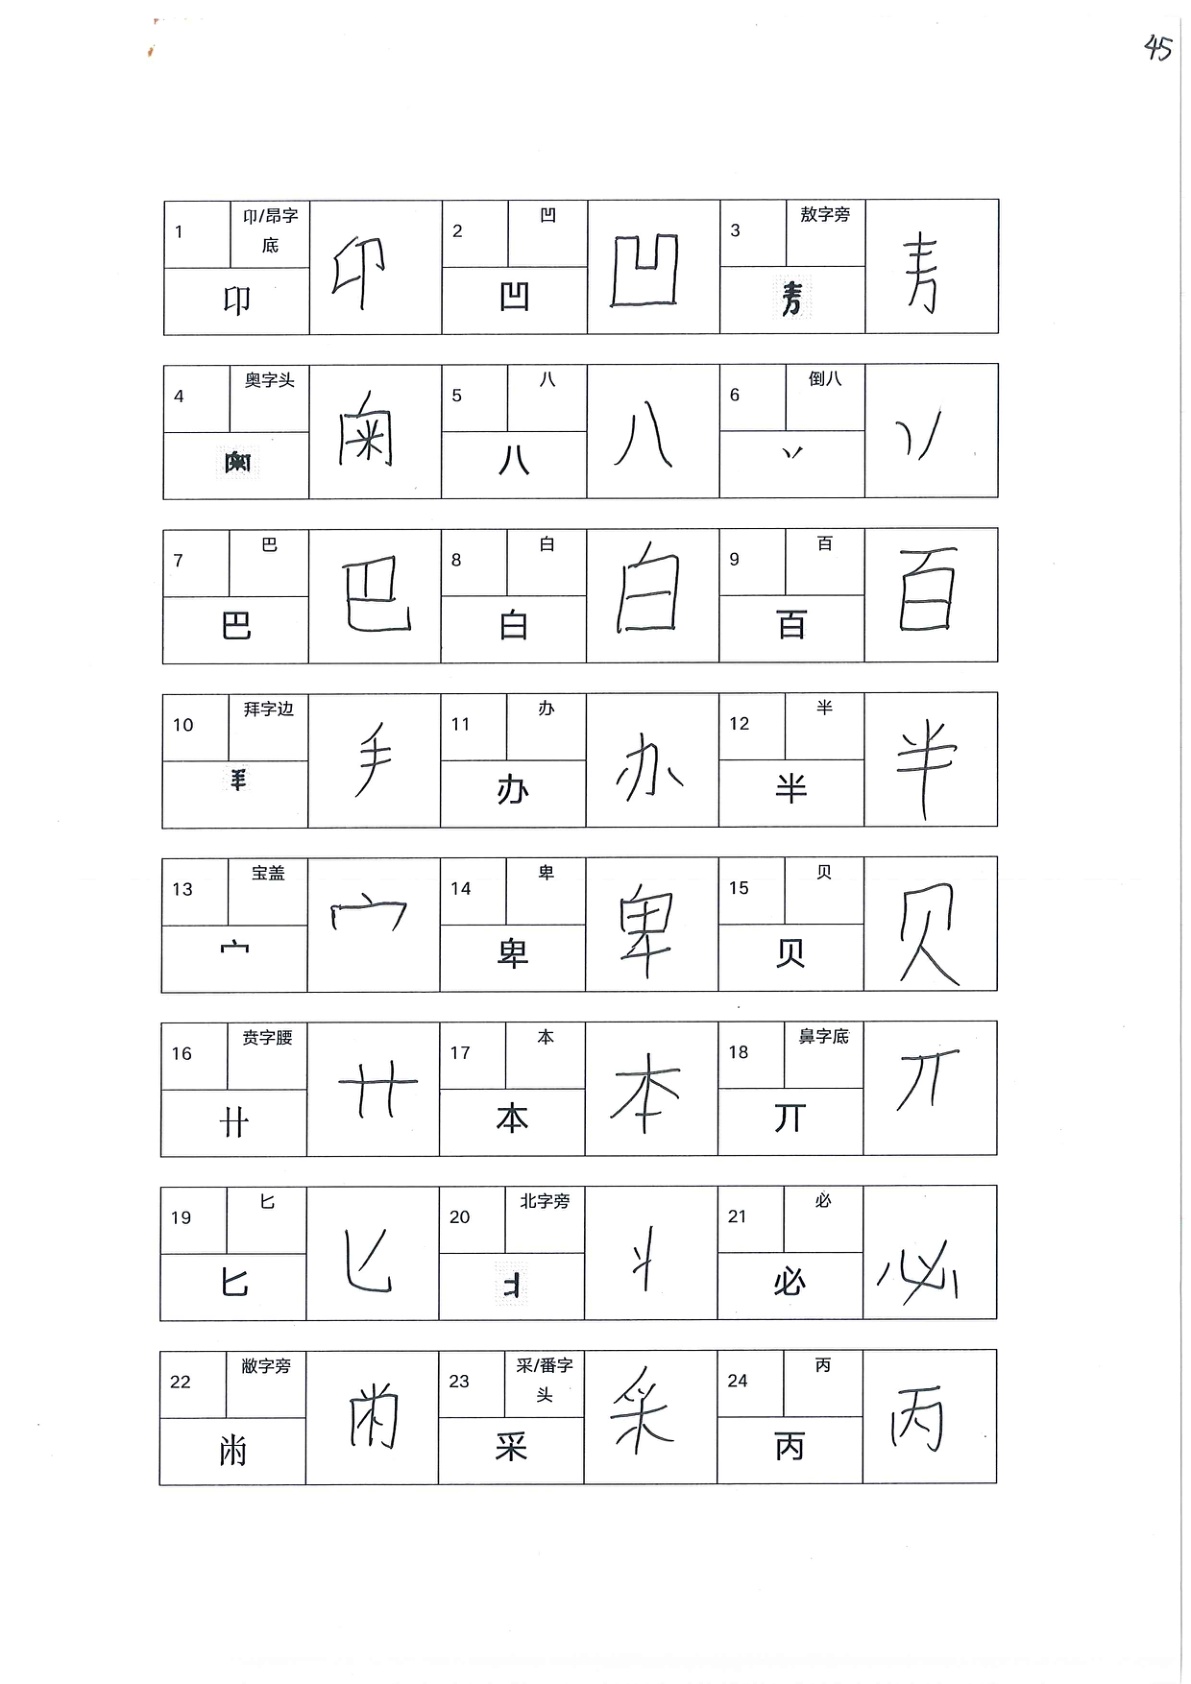 45
1 卬/昂字底 卬 卬
2 凹 凹 凹
3 敖字旁
4 奥字头
5 八 八 八
6 倒八 丷 丷
7 巴 巴 巴
8 白 白 白
9 百 百 百
10 拜字边 手
11 办 办 办
12 半 半 半
13 宝盖 宀 宀
14 卑 卑 卑
15 贝 贝 贝
16 贲字腰 卄 卄
17 本 本 本
18 鼻字底 丌 丌
19 匕 匕 匕
20 北字旁 丬
21 必 必 必
22 敝字旁 㡀 㡀
23 采/番字头 采 采
24 丙 丙 丙